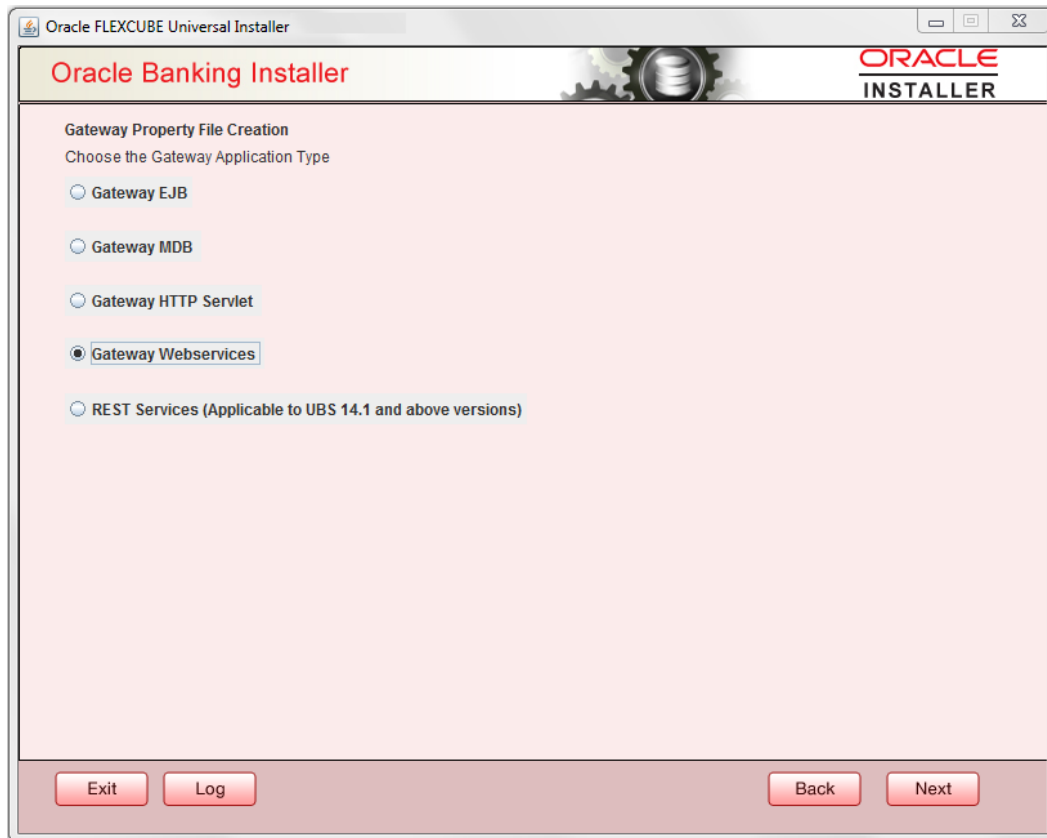 Oracle FLEXCUBE Universal Installer
Oracle Banking Installer
ORACLE
INSTALLER
Gateway Property File Creation
Choose the Gateway Application Type
Gateway EJB
Gateway MDB
Gateway HTTP Servlet
Gateway Webservices
REST Services (Applicable to UBS 14.1 and above versions)
Exit Log Back Next